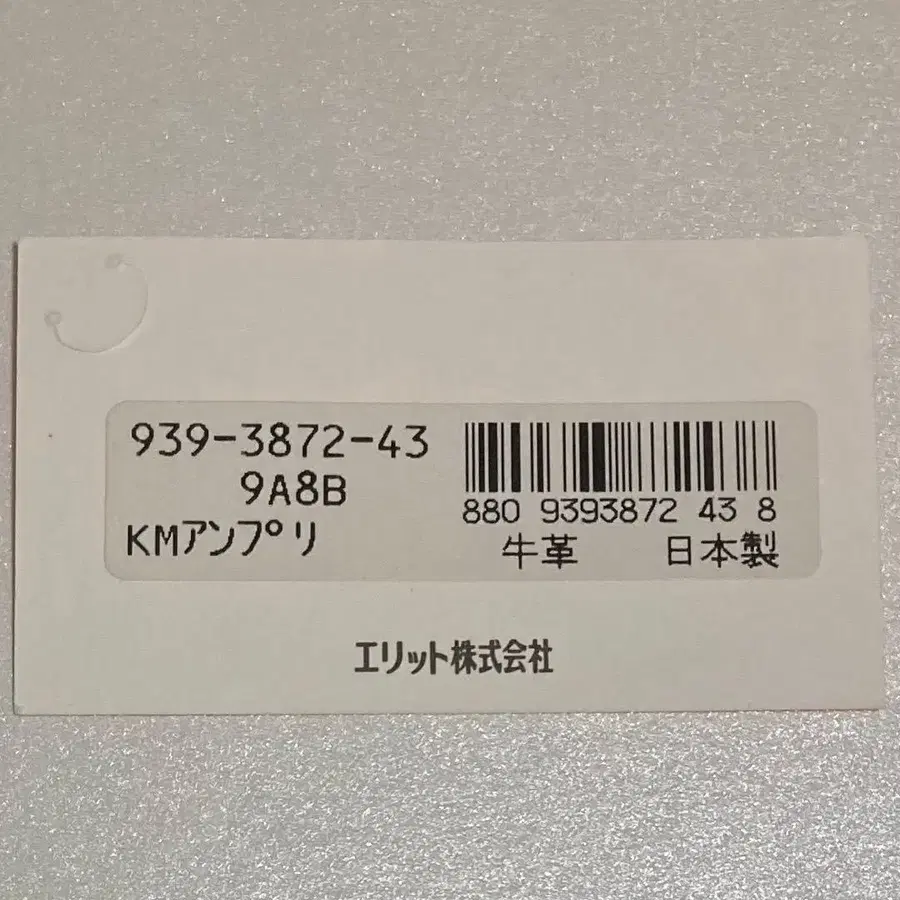 939-3872-43
9A8B
KMアンプリ
880 9393872 43 8
牛革 日本製
エリット株式会社